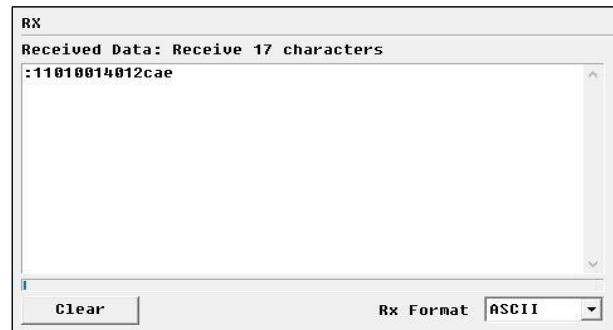 RX
Received Data: Receive 17 characters
:11010014012cae
Clear
Rx Format ASCII